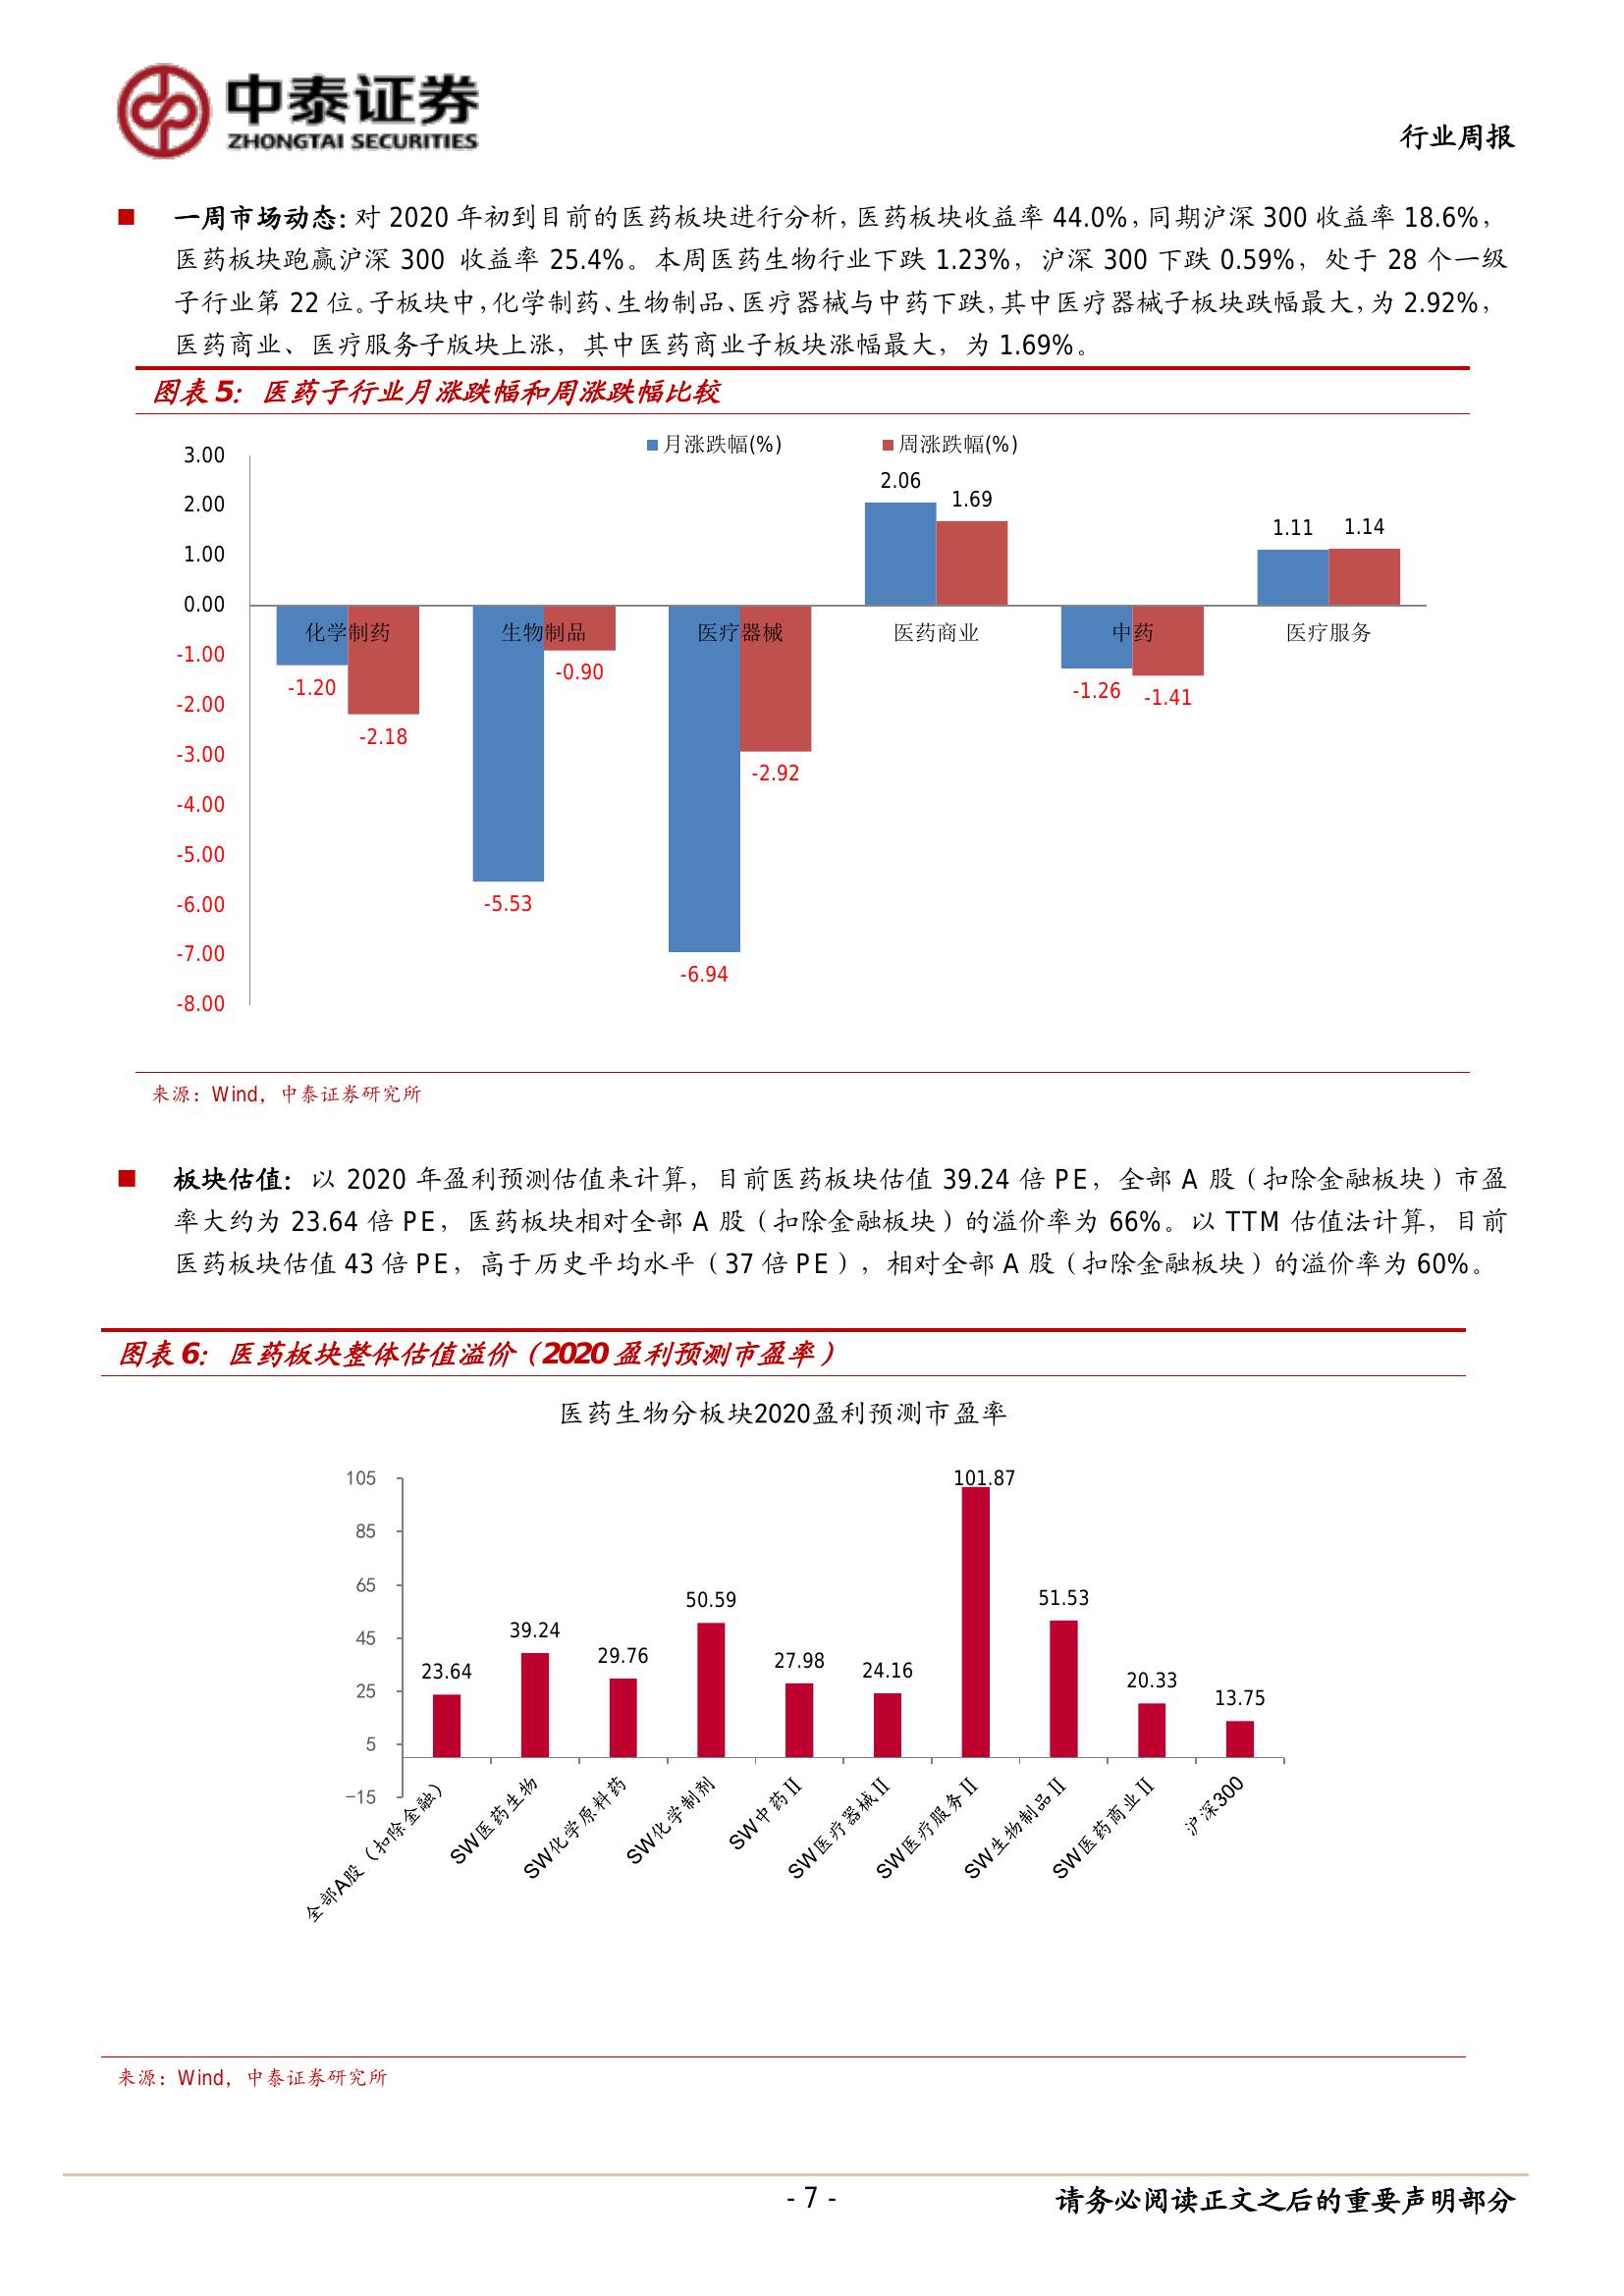 中泰证券
ZHONGTAI SECURITIES
行业周报
■ 一周市场动态：对 2020 年初到目前的医药板块进行分析，医药板块收益率 44.0%，同期沪深 300 收益率 18.6%，
医药板块跑赢沪深 300 收益率 25.4%。本周医药生物行业下跌 1.23%，沪深 300 下跌 0.59%，处于 28 个一级
子行业第 22 位。子板块中，化学制药、生物制品、医疗器械与中药下跌，其中医疗器械子板块跌幅最大，为 2.92%，
医药商业、医疗服务子版块上涨，其中医药商业子板块涨幅最大，为 1.69%。
图表 5：医药子行业月涨跌幅和周涨跌幅比较
月涨跌幅(%) 周涨跌幅(%)
3.00
2.00
1.00
0.00
-1.00
-2.00
-3.00
-4.00
-5.00
-6.00
-7.00
-8.00
2.06 1.69
1.11 1.14
化学制药 生物制品 医疗器械 医药商业 中药 医疗服务
-1.20 -2.18
-5.53 -0.90
-6.94 -2.92
-1.26 -1.41
来源：Wind，中泰证券研究所
■ 板块估值：以 2020 年盈利预测估值来计算，目前医药板块估值 39.24 倍 PE，全部 A 股（扣除金融板块）市盈
率大约为 23.64 倍 PE，医药板块相对全部 A 股（扣除金融板块）的溢价率为 66%。以 TTM 估值法计算，目前
医药板块估值 43 倍 PE，高于历史平均水平（37 倍 PE），相对全部 A 股（扣除金融板块）的溢价率为 60%。
图表 6：医药板块整体估值溢价（2020 盈利预测市盈率）
医药生物分板块2020盈利预测市盈率
105
85
65
45
25
5
−15
23.64 39.24 29.76 50.59 27.98 24.16 101.87 51.53 20.33 13.75
全部A股（扣除金融）
SW医药生物
SW化学原料药
SW化学制剂
SW中药Ⅱ
SW医疗器械Ⅱ
SW医疗服务Ⅱ
SW生物制品Ⅱ
SW医药商业Ⅱ
沪深300
来源：Wind，中泰证券研究所
- 7 -
请务必阅读正文之后的重要声明部分